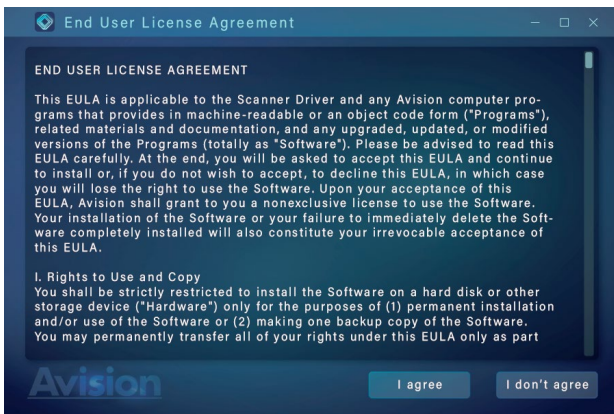 End User License Agreement
END USER LICENSE AGREEMENT
This EULA is applicable to the Scanner Driver and any Avision computer pro-
grams that provides in machine-readable or an object code form ("Programs"),
related materials and documentation, and any upgraded, updated, or modified
versions of the Programs (totally as "Software"). Please be advised to read this
EULA carefully. At the end, you will be asked to accept this EULA and continue
to install or, if you do not wish to accept, to decline this EULA, in which case
you will lose the right to use the Software. Upon your acceptance of this
EULA, Avision shall grant to you a nonexclusive license to use the Software.
Your installation of the Software or your failure to immediately delete the Soft-
ware completely installed will also constitute your irrevocable acceptance of
this EULA.
I. Rights to Use and Copy
You shall be strictly restricted to install the Software on a hard disk or other
storage device ("Hardware") only for the purposes of (1) permanent installation
and/or use of the Software or (2) making one backup copy of the Software.
You may permanently transfer all of your rights under this EULA only as part
Avision
I agree
I don't agree